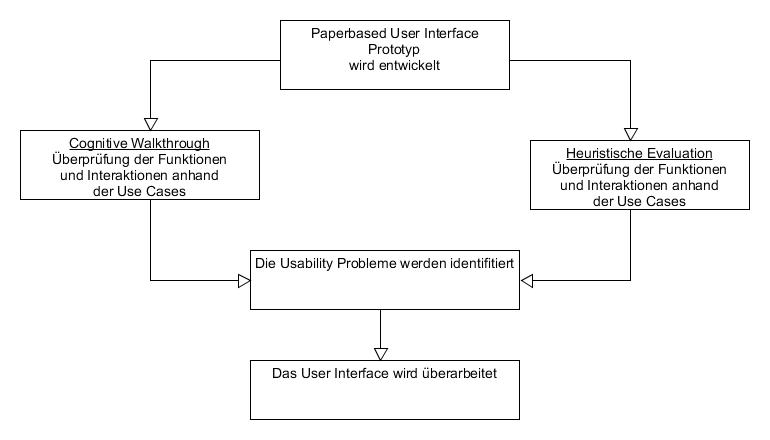 Paperbased User Interface
Prototyp
wird entwickelt
Cognitive Walkthrough
Überprüfung der Funktionen
und Interaktionen anhand
der Use Cases
Heuristische Evaluation
Überprüfung der Funktionen
und Interaktionen anhand
der Use Cases
Die Usability Probleme werden identifitiert
Das User Interface wird überarbeitet